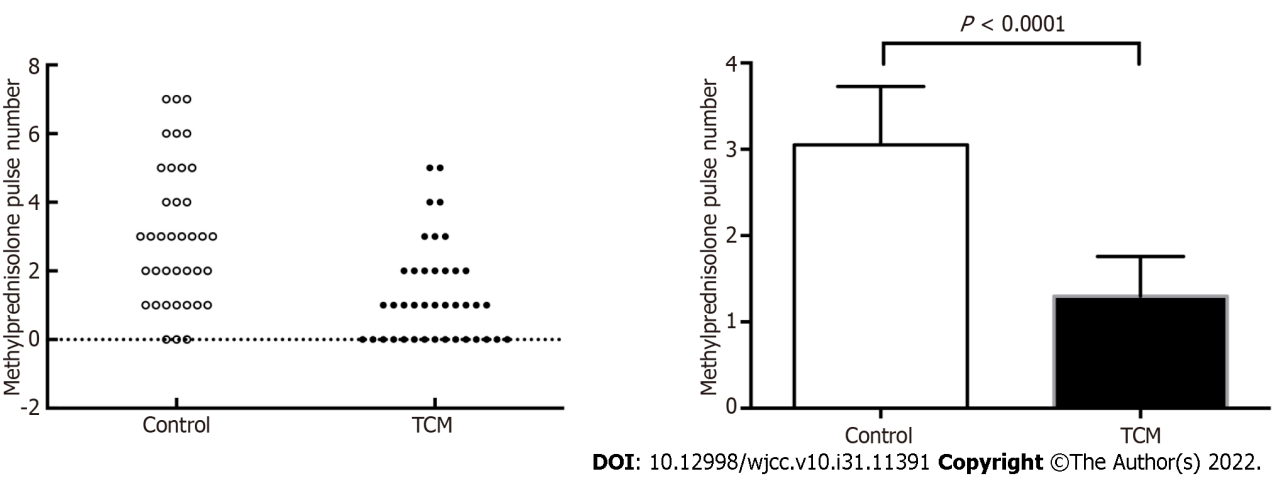 Methylprednisolone pulse number
8
6
4
2
0
-2
Control
TCM
P < 0.0001
Methylprednisolone pulse number
4
3
2
1
0
Control
TCM
DOI: 10.12998/wjcc.v10.i31.11391 Copyright ©The Author(s) 2022.